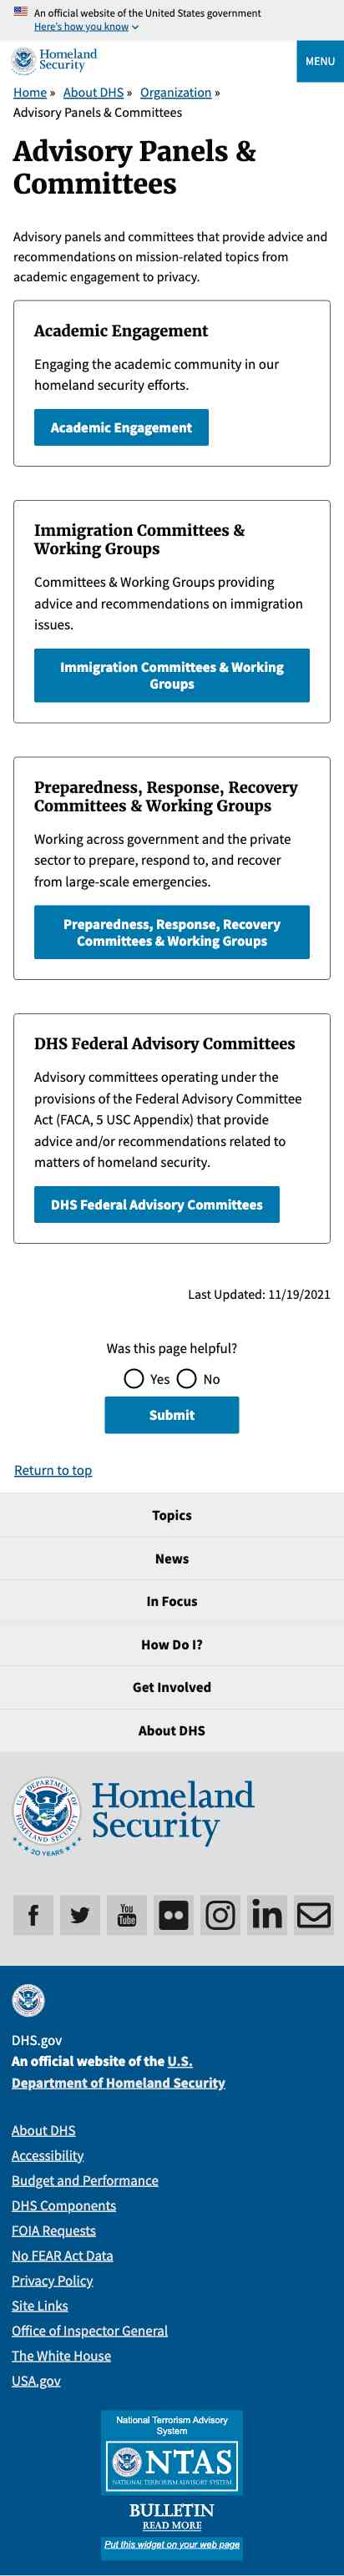 An official website of the United States government
Here's how you know
Homeland
Security
MENU
Home » About DHS » Organization »
Advisory Panels & Committees
Advisory Panels &
Committees
Advisory panels and committees that provide advice and
recommendations on mission-related topics from
academic engagement to privacy.
Academic Engagement
Engaging the academic community in our
homeland security efforts.
Academic Engagement
Immigration Committees &
Working Groups
Committees & Working Groups providing
advice and recommendations on immigration
issues.
Immigration Committees & Working
Groups
Preparedness, Response, Recovery
Committees & Working Groups
Working across government and the private
sector to prepare, respond to, and recover
from large-scale emergencies.
Preparedness, Response, Recovery
Committees & Working Groups
DHS Federal Advisory Committees
Advisory committees operating under the
provisions of the Federal Advisory Committee
Act (FACA, 5 USC Appendix) that provide
advice and/or recommendations related to
matters of homeland security.
DHS Federal Advisory Committees
Last Updated: 11/19/2021
Was this page helpful?
Yes No
Submit
Return to top
Topics
News
In Focus
How Do I?
Get Involved
About DHS
U.S. DEPARTMENT OF HOMELAND SECURITY
20 YEARS
Homeland
Security
You
Tube
DHS.gov
An official website of the U.S.
Department of Homeland Security
About DHS
Accessibility
Budget and Performance
DHS Components
FOIA Requests
No FEAR Act Data
Privacy Policy
Site Links
Office of Inspector General
The White House
USA.gov
National Terrorism Advisory
System
NTAS
NATIONAL TERRORISM ADVISORY SYSTEM
BULLETIN
READ MORE
Put this widget on your web page